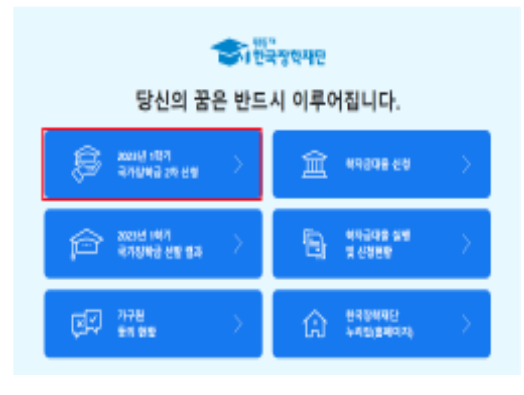 한국장학재단
당신의 꿈은 반드시 이루어집니다.
2023년 1학기
국가장학금 2차 신청
학자금대출 신청
2023년 1학기
국가장학금 선발 결과
학자금대출 실행
및 신청현황
가구원
동의 현황
한국장학재단
누리집(홈페이지)